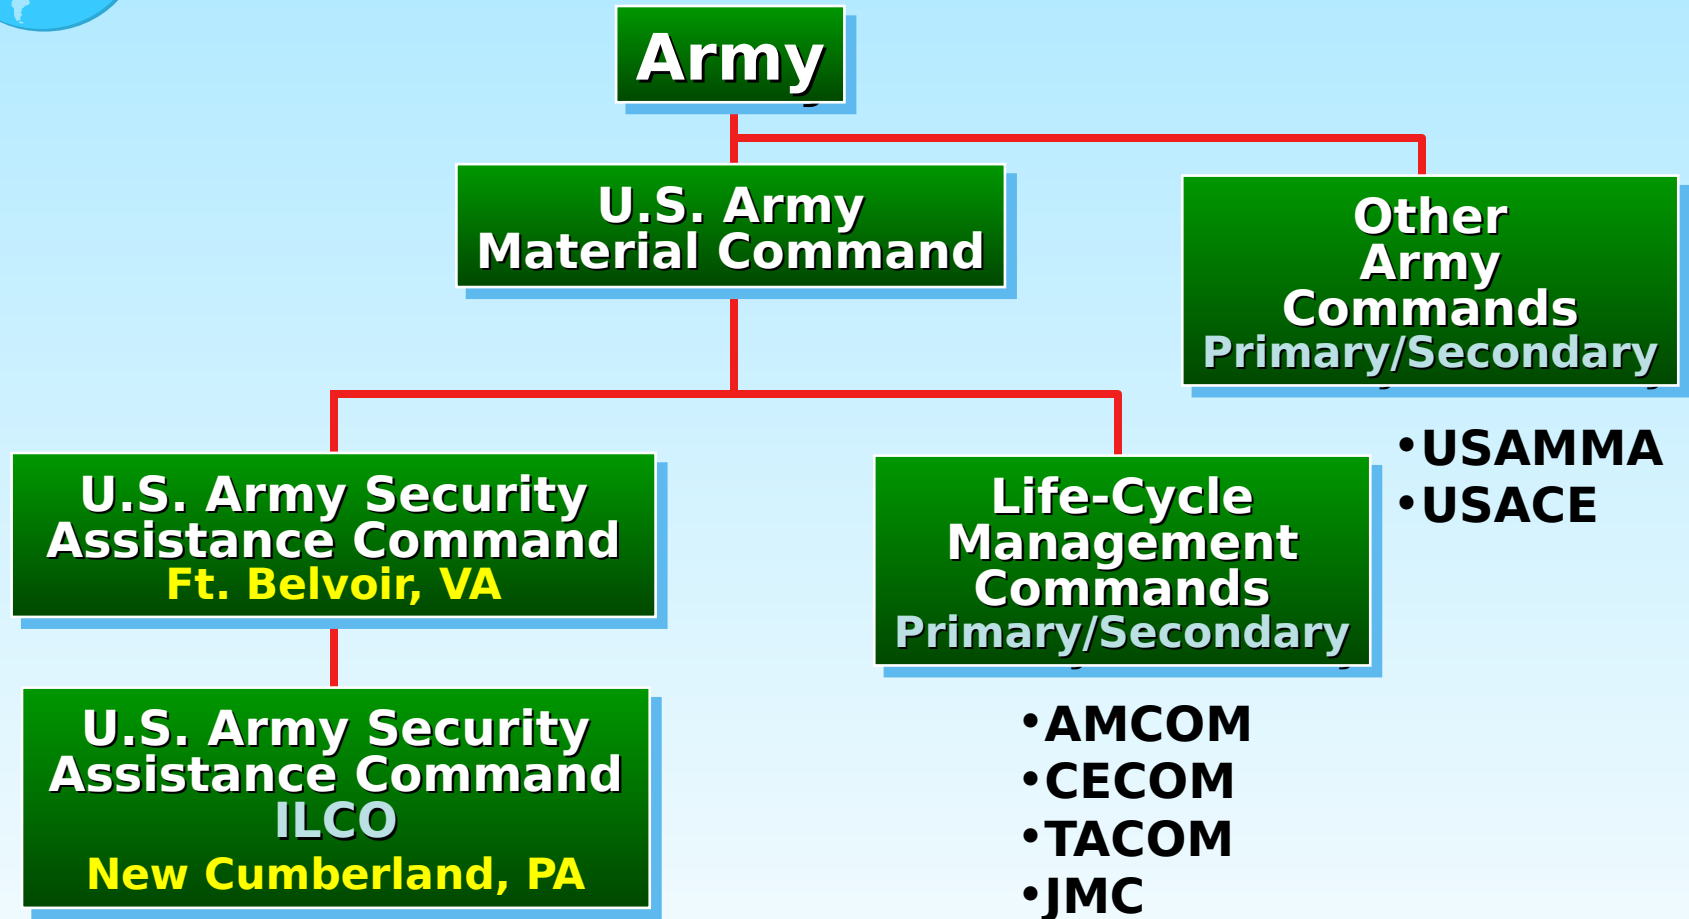 Army
U.S. Army
Material Command
Other
Army
Commands
Primary/Secondary
•USAMMA
•USACE
U.S. Army Security
Assistance Command
Ft. Belvoir, VA
Life-Cycle
Management
Commands
Primary/Secondary
•AMCOM
•CECOM
•TACOM
•JMC
U.S. Army Security
Assistance Command
ILCO
New Cumberland, PA